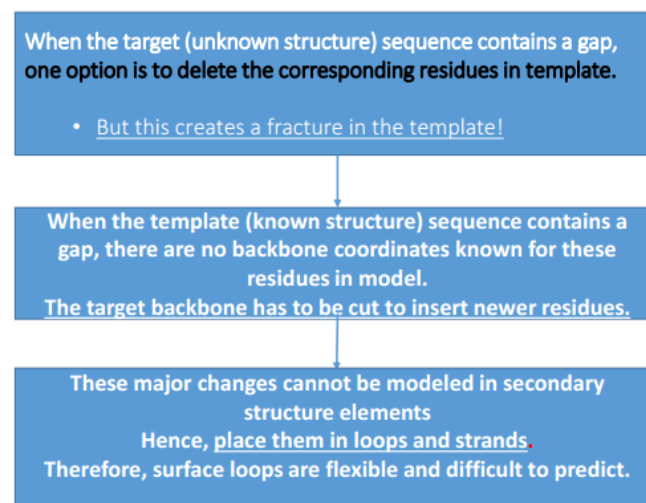 When the target (unknown structure) sequence contains a gap,
one option is to delete the corresponding residues in template.
• But this creates a fracture in the template!
When the template (known structure) sequence contains a
gap, there are no backbone coordinates known for these
residues in model.
The target backbone has to be cut to insert newer residues.
These major changes cannot be modeled in secondary
structure elements
Hence, place them in loops and strands.
Therefore, surface loops are flexible and difficult to predict.